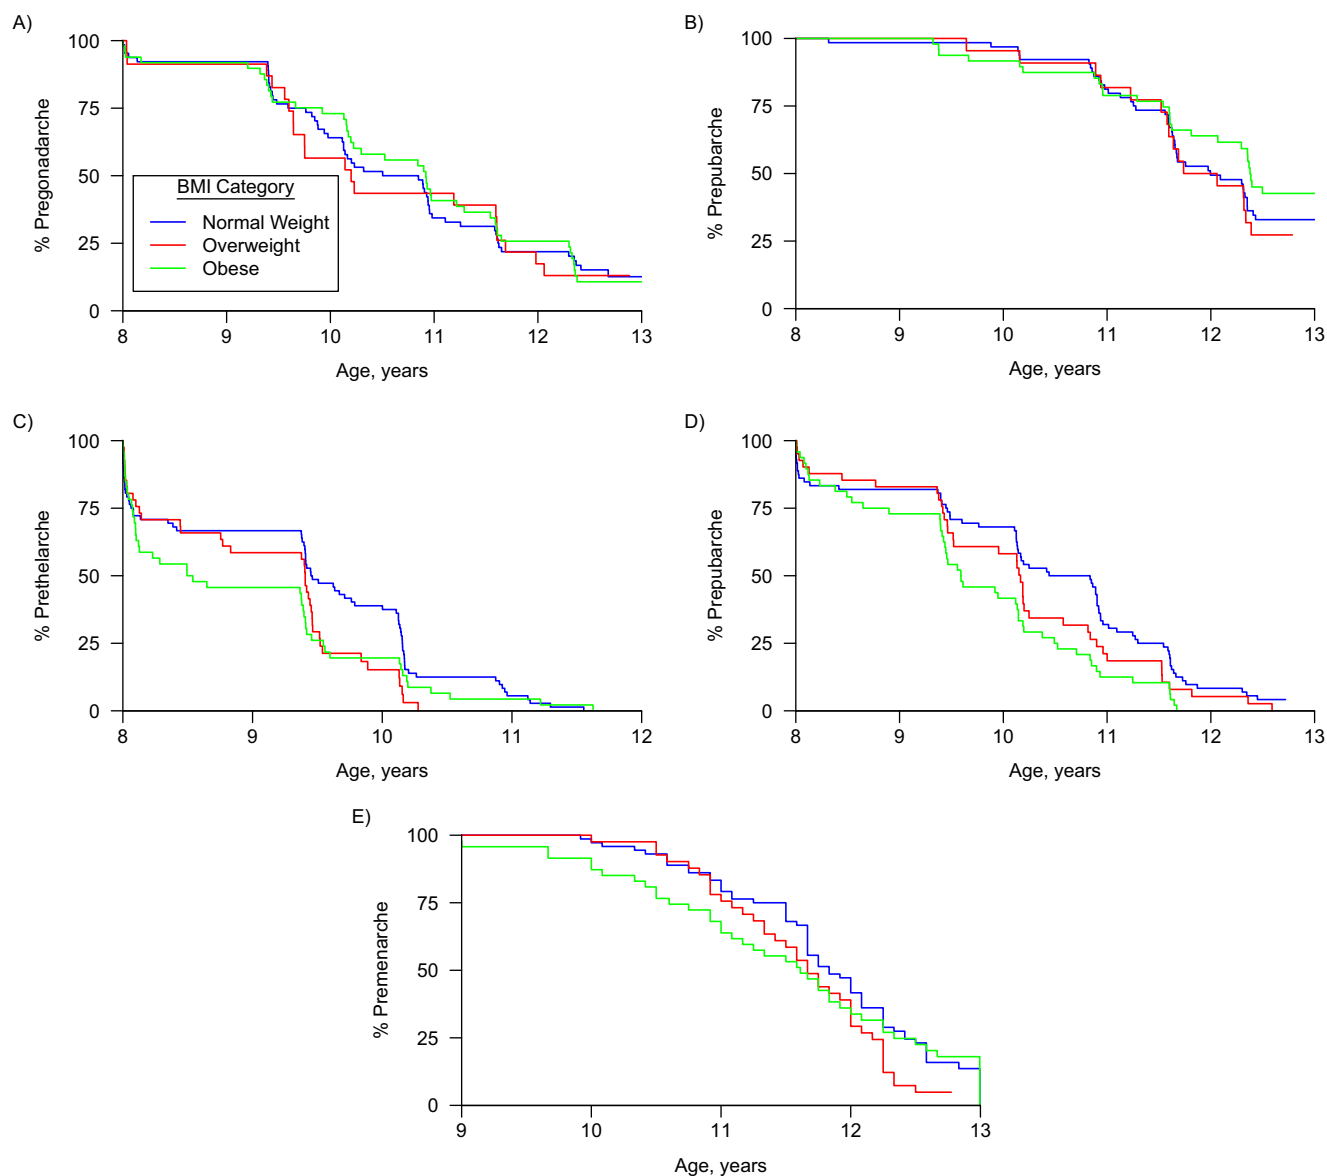 A)
100
75
50
25
0
% Pregonadarche
BMI Category
Normal Weight
Overweight
Obese
8 9 10 11 12 13
Age, years
B)
100
75
50
25
0
% Prepubarche
8 9 10 11 12 13
Age, years
C)
100
75
50
25
0
% Prethelarche
8 9 10 11 12
Age, years
D)
100
75
50
25
0
% Prepubarche
8 9 10 11 12 13
Age, years
E)
100
75
50
25
0
% Premenarche
9 10 11 12 13
Age, years